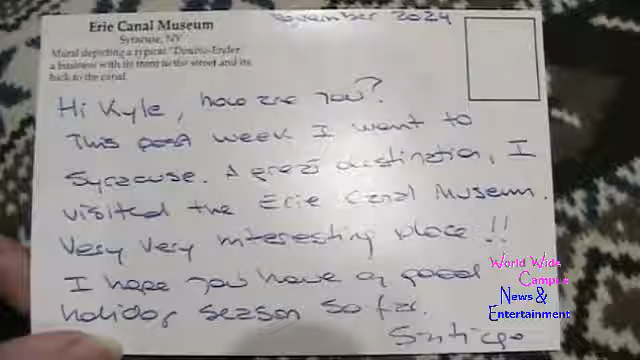 Erie Canal Museum
Syracuse, NY
Mural depicting a typical "Double-Ender,
a business with its front to the street and its
back to the canal.
November 2024
Hi Kyle, how are you?
This past week I went to
Syracuse. A great destination, I
visited the Erie Canal Museum.
Very very interesting place!!
I hope you have a good
holiday season so far.
Santiago
World Wide
Campus
News &
Entertainment